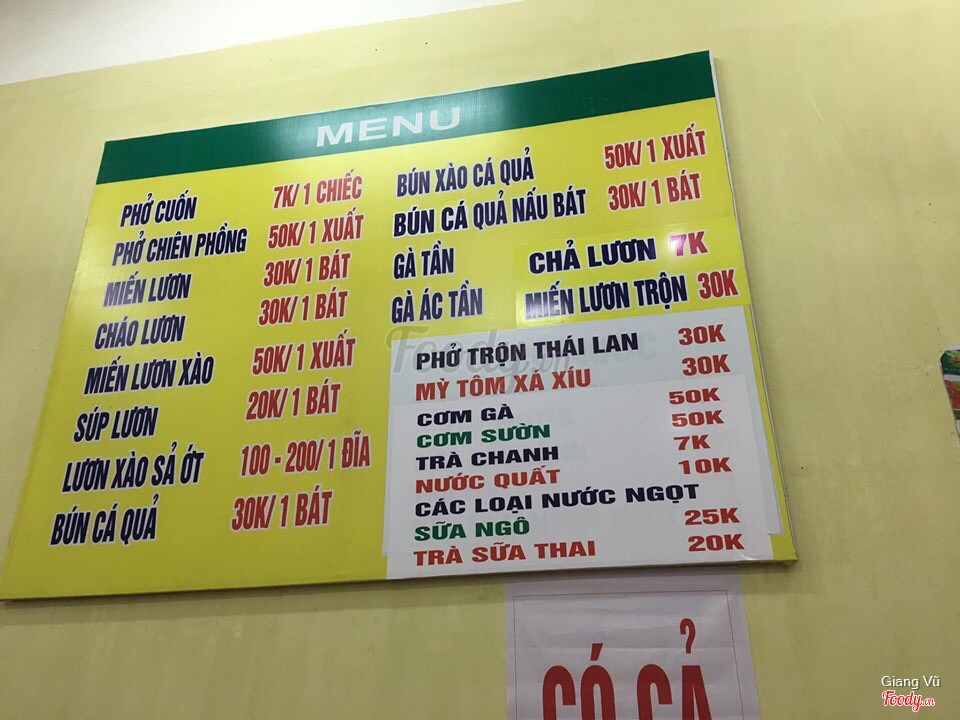 MENU
PHỞ CUỐN 7K/ 1 CHIẾC
PHỞ CHIÊN PHỒNG 50K/ 1 XUẤT
MIẾN LƯƠN 30K/ 1 BÁT
CHÁO LƯƠN 30K/ 1 BÁT
MIẾN LƯƠN XÀO 50K/ 1 XUẤT
SÚP LƯƠN 20K/ 1 BÁT
LƯƠN XÀO SẢ ỚT 100 - 200/ 1 ĐĨA
BÚN CÁ QUẢ 30K/ 1 BÁT
BÚN XÀO CÁ QUẢ 50K/ 1 XUẤT
BÚN CÁ QUẢ NẤU BÁT 30K/ 1 BÁT
GÀ TẦN
GÀ ÁC TẦN
CHẢ LƯƠN 7K
MIẾN LƯƠN TRỘN 30K
PHỞ TRỘN THÁI LAN 30K
MỲ TÔM XÀ XÍU 30K
CƠM GÀ 50K
CƠM SƯỜN 50K
TRÀ CHANH 7K
NƯỚC QUẤT 10K
CÁC LOẠI NƯỚC NGỌT
SỮA NGÔ 25K
TRÀ SỮA THAI 20K
CÓ CẢ
Foody.vn
Giang Vũ
Foody.vn